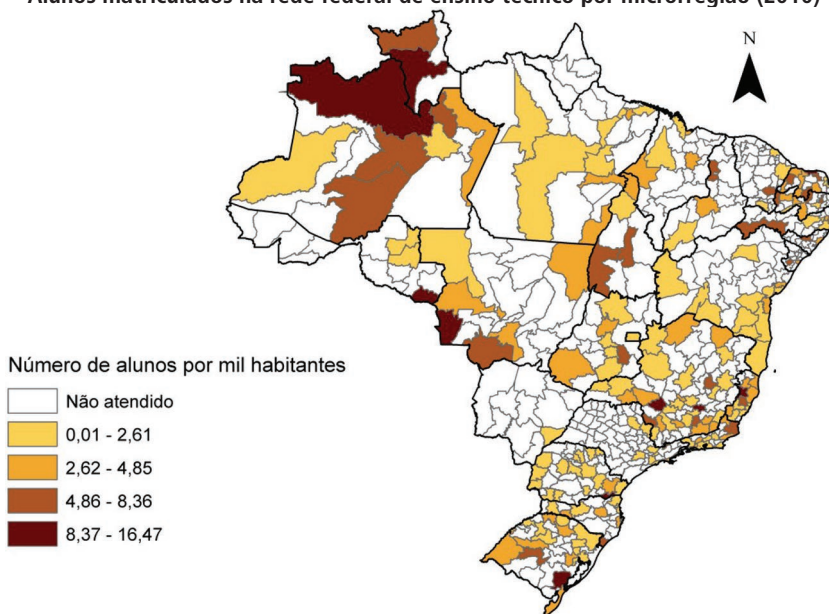 Alunos matriculados na rede federal de ensino técnico por microrregião (2010)
N
Número de alunos por mil habitantes
Não atendido
0,01 - 2,61
2,62 - 4,85
4,86 - 8,36
8,37 - 16,47